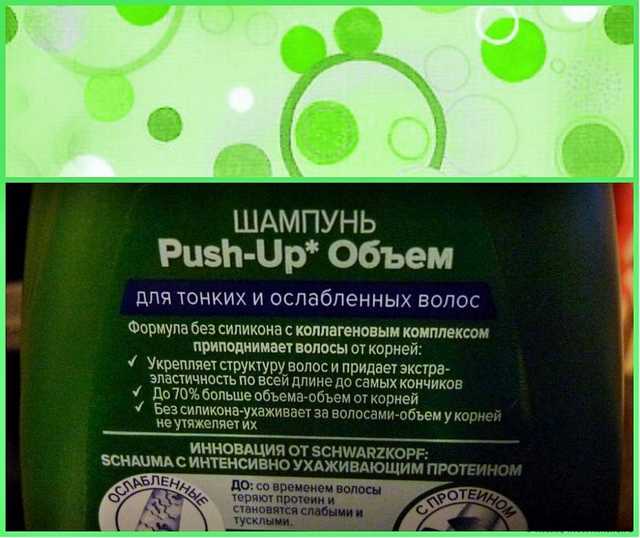 ШАМПУНЬ
Push-Up* Объем
для тонких и ослабленных волос
Формула без силикона с коллагеновым комплексом
приподнимает волосы от корней:
✓ Укрепляет структуру волос и придает экстра-
эластичность по всей длине до самых кончиков
✓ До 70% больше объема-объем от корней
✓ Без силикона-ухаживает за волосами-объем у корней
не утяжеляет их
ИННОВАЦИЯ ОТ SCHWARZKOPF:
SCHAUMA С ИНТЕНСИВНО УХАЖИВАЮЩИМ ПРОТЕИНОМ
ОСЛАБЛЕННЫЕ
ДО: со временем волосы
теряют протеин и
становятся слабыми и
тусклыми.
С ПРОТЕИНОМ